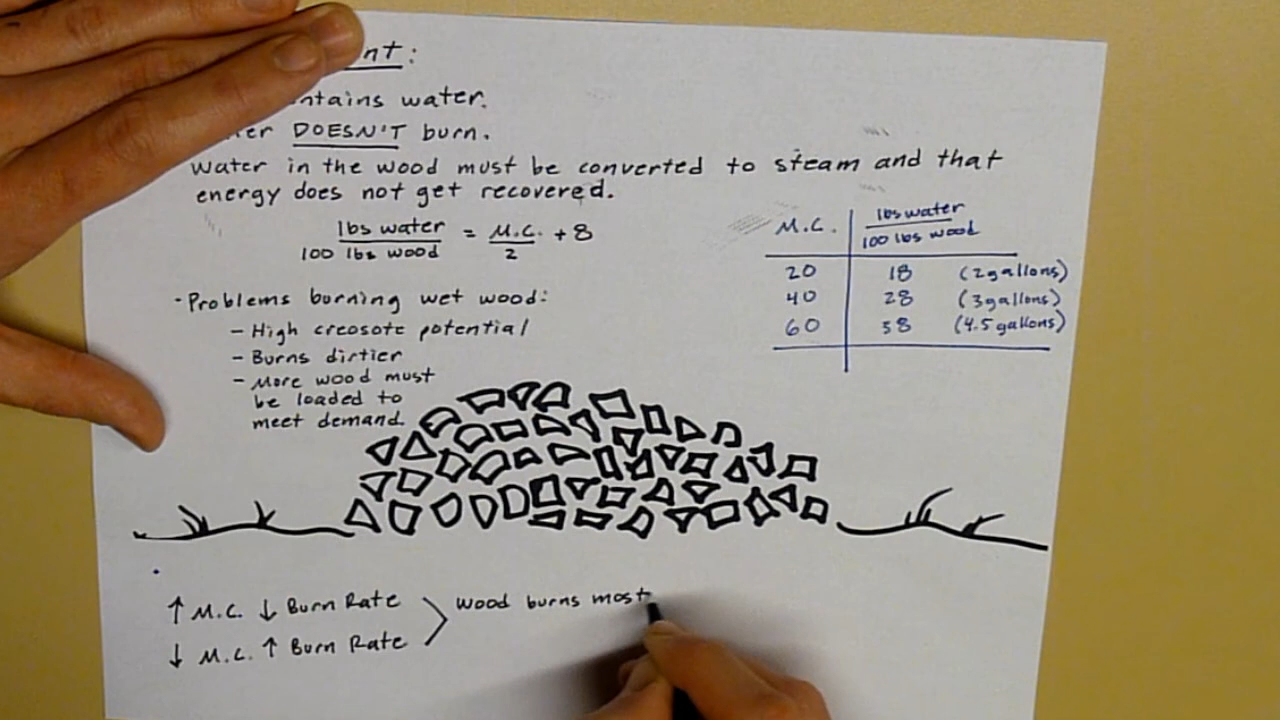 nt:
ntains water.
er DOESN'T burn.
water in the wood must be converted to steam and that
energy does not get recovered.
lbs water / 100 lbs wood = M.C. / 2 + 8
M.C. | lbs water / 100 lbs wood
20 | 18 (2 gallons)
40 | 28 (3 gallons)
60 | 38 (4.5 gallons)
· Problems burning wet wood:
- High creosote potential
- Burns dirtier
- More wood must
be loaded to
meet demand.
↑ M.C. ↓ Burn Rate
↓ M.C. ↑ Burn Rate
wood burns most